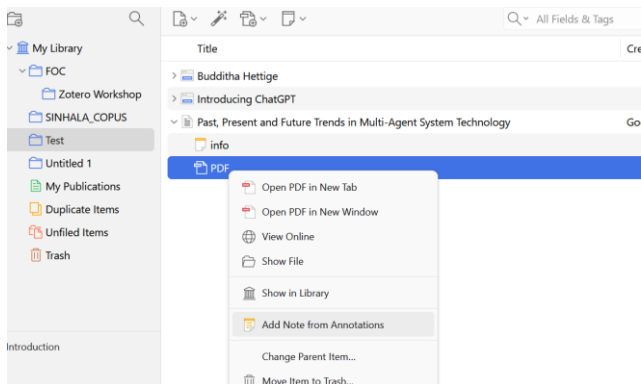 All Fields & Tags
My Library
FOC
Zotero Workshop
SINHALA_COPUS
Test
Untitled 1
My Publications
Duplicate Items
Unfiled Items
Trash
Introduction
Title
Cre
Budditha Hettige
Introducing ChatGPT
Past, Present and Future Trends in Multi-Agent System Technology
Go
info
PDF
Open PDF in New Tab
Open PDF in New Window
View Online
Show File
Show in Library
Add Note from Annotations
Change Parent Item...
Move Item to Trash...